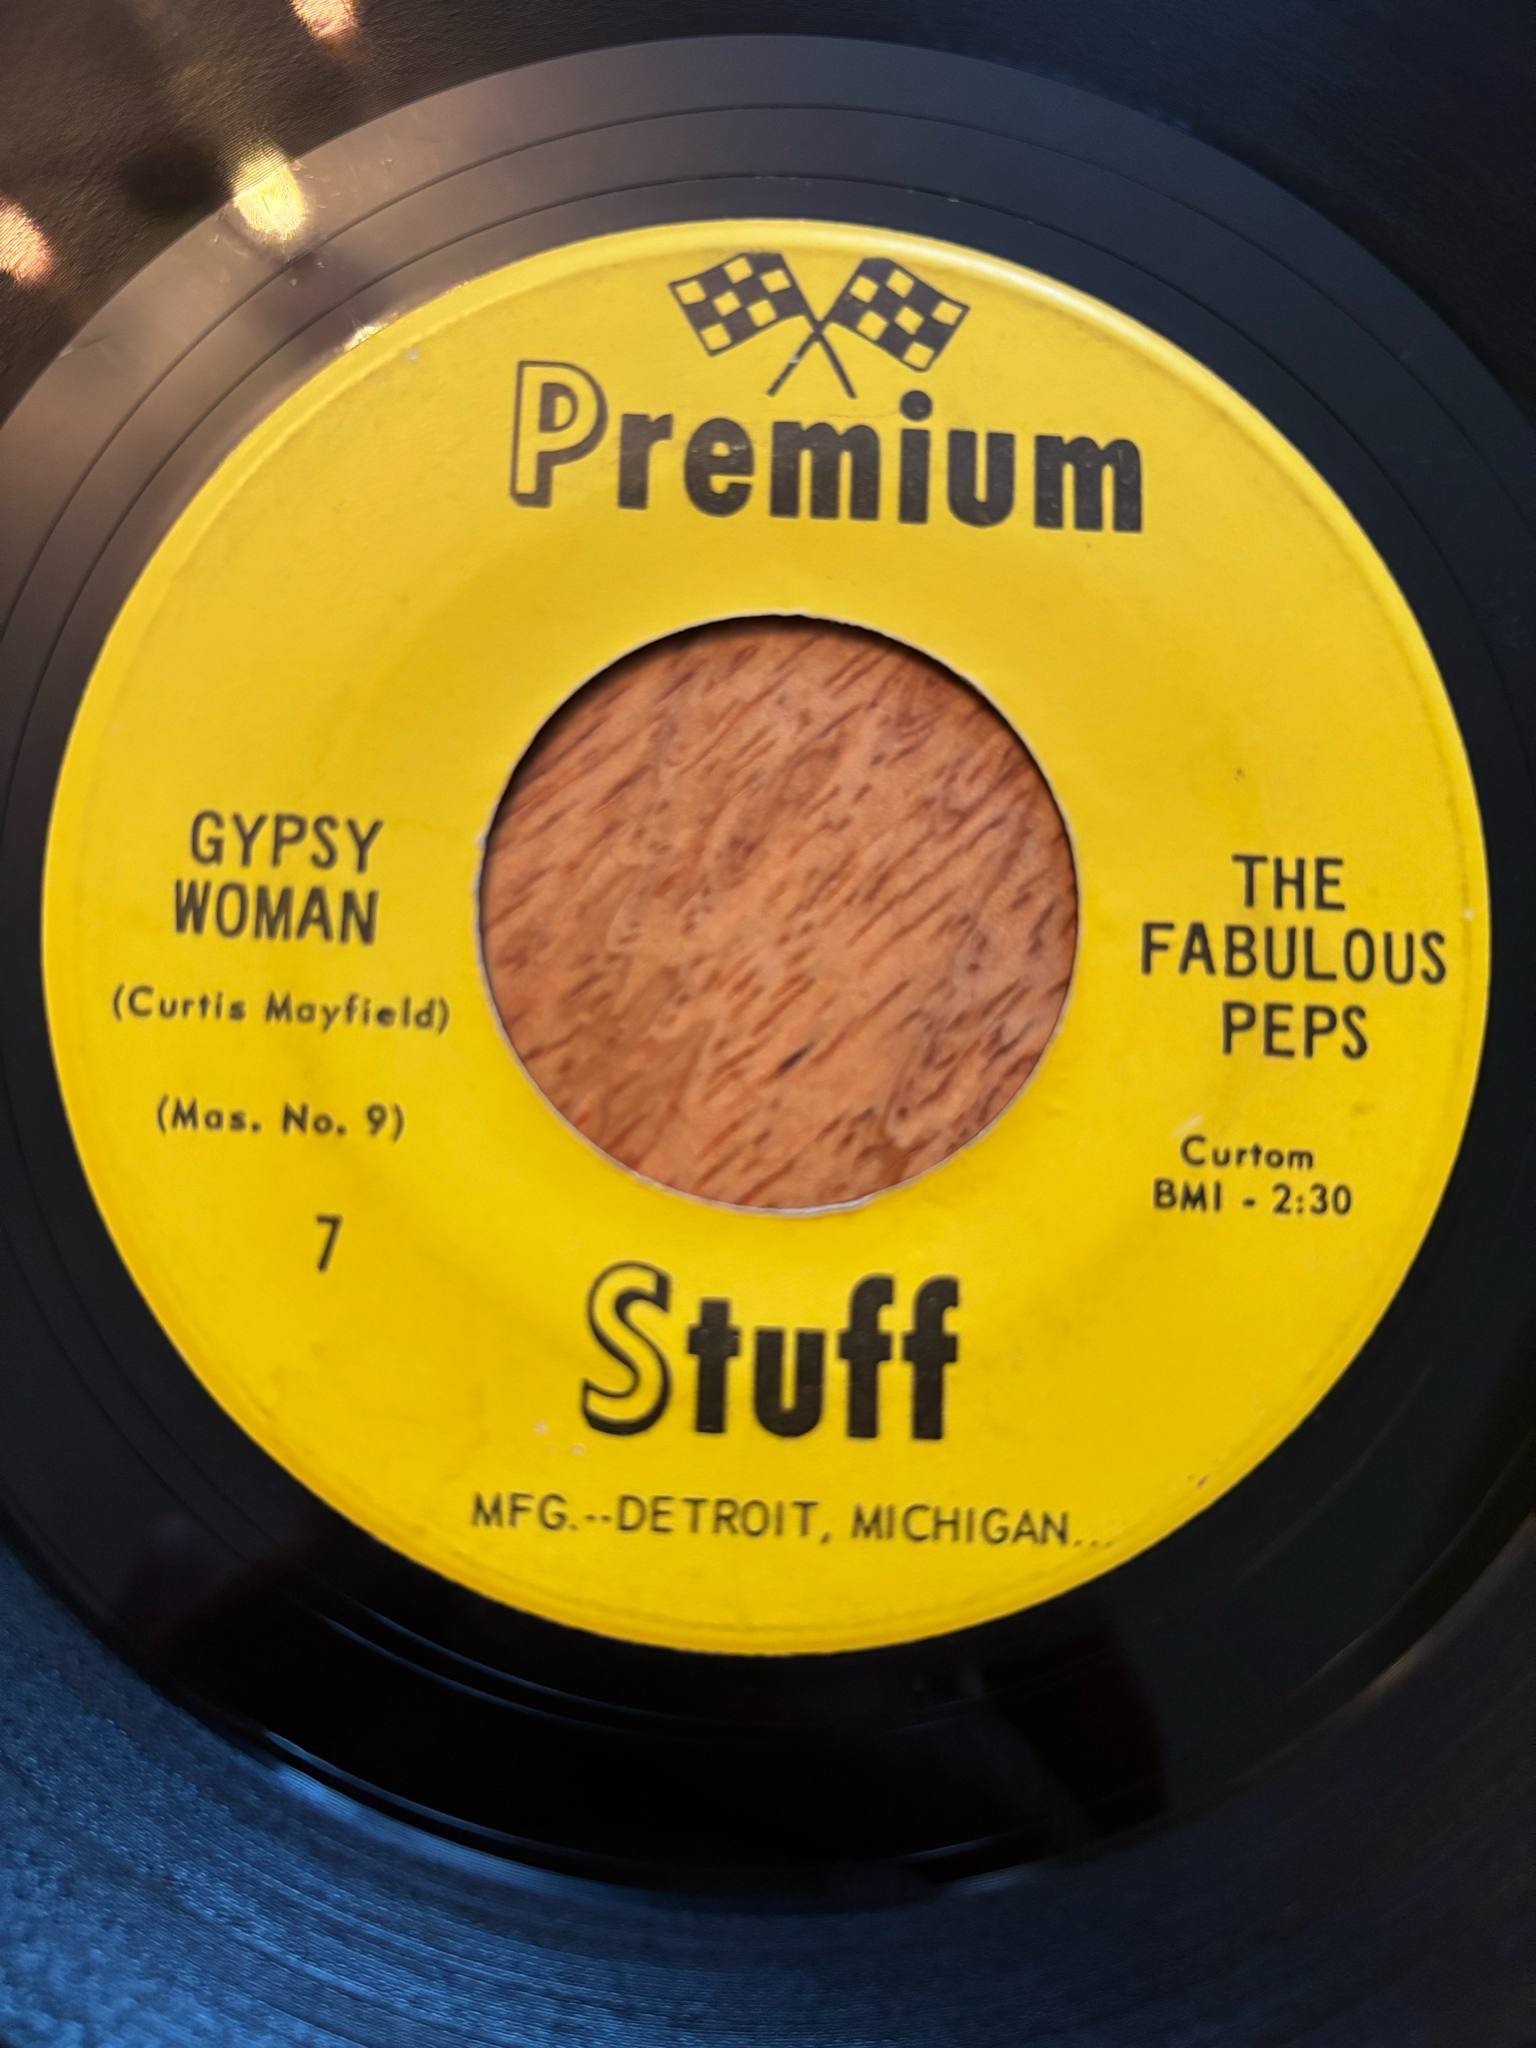 Premium
GYPSY
WOMAN
(Curtis Mayfield)
(Mas. No. 9)
7
THE
FABULOUS
PEPS
Curtom
BMI - 2:30
Stuff
MFG.--DETROIT, MICHIGAN...